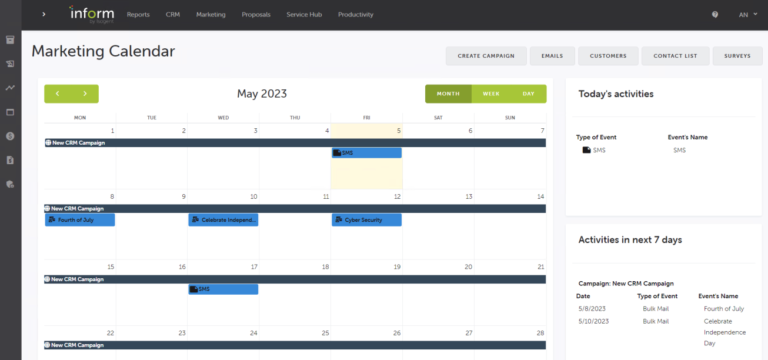 inform
Reports CRM Marketing Proposals Service Hub Productivity
AN
Marketing Calendar
CREATE CAMPAIGN EMAILS CUSTOMERS CONTACT LIST SURVEYS
May 2023
MONTH WEEK DAY
MON TUE WED THU FRI SAT SUN
1 2 3 4 5 6 7
New CRM Campaign
SMS
8 9 10 11 12 13 14
New CRM Campaign
Fourth of July Celebrate Independ... Cyber Security
15 16 17 18 19 20 21
New CRM Campaign
SMS
22 23 24 25 26 27 28
New CRM Campaign
Today's activities
Type of Event Event's Name
SMS SMS
Activities in next 7 days
Campaign: New CRM Campaign
Date Type of Event Event's Name
5/8/2023 Bulk Mail Fourth of July
5/10/2023 Bulk Mail Celebrate
Independence
Day